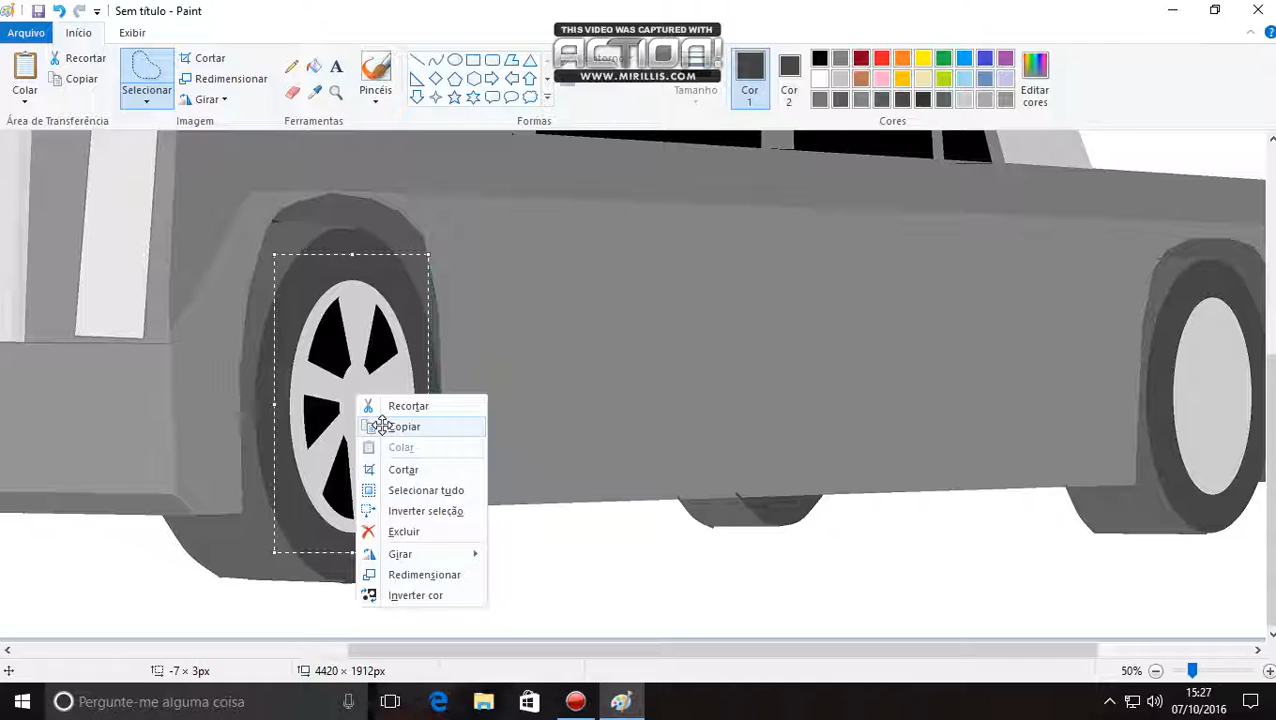 Sem título - Paint
THIS VIDEO WAS CAPTURED WITH
ACTION!
WWW.MIRILLIS.COM
Arquivo
Início
Exibir
Colar
Recortar
Copiar
Área de Transferência
Selecionar
Cortar
Redimensionar
Girar
Imagem
A
Ferramentas
Pincéis
Formas
Tamanho
Cor 1
Cor 2
Editar cores
Cores
Recortar
Copiar
Colar
Cortar
Selecionar tudo
Inverter seleção
Excluir
Girar
Redimensionar
Inverter cor
-7 × 3px
4420 × 1912px
50%
Pergunte-me alguma coisa
15:27
07/10/2016